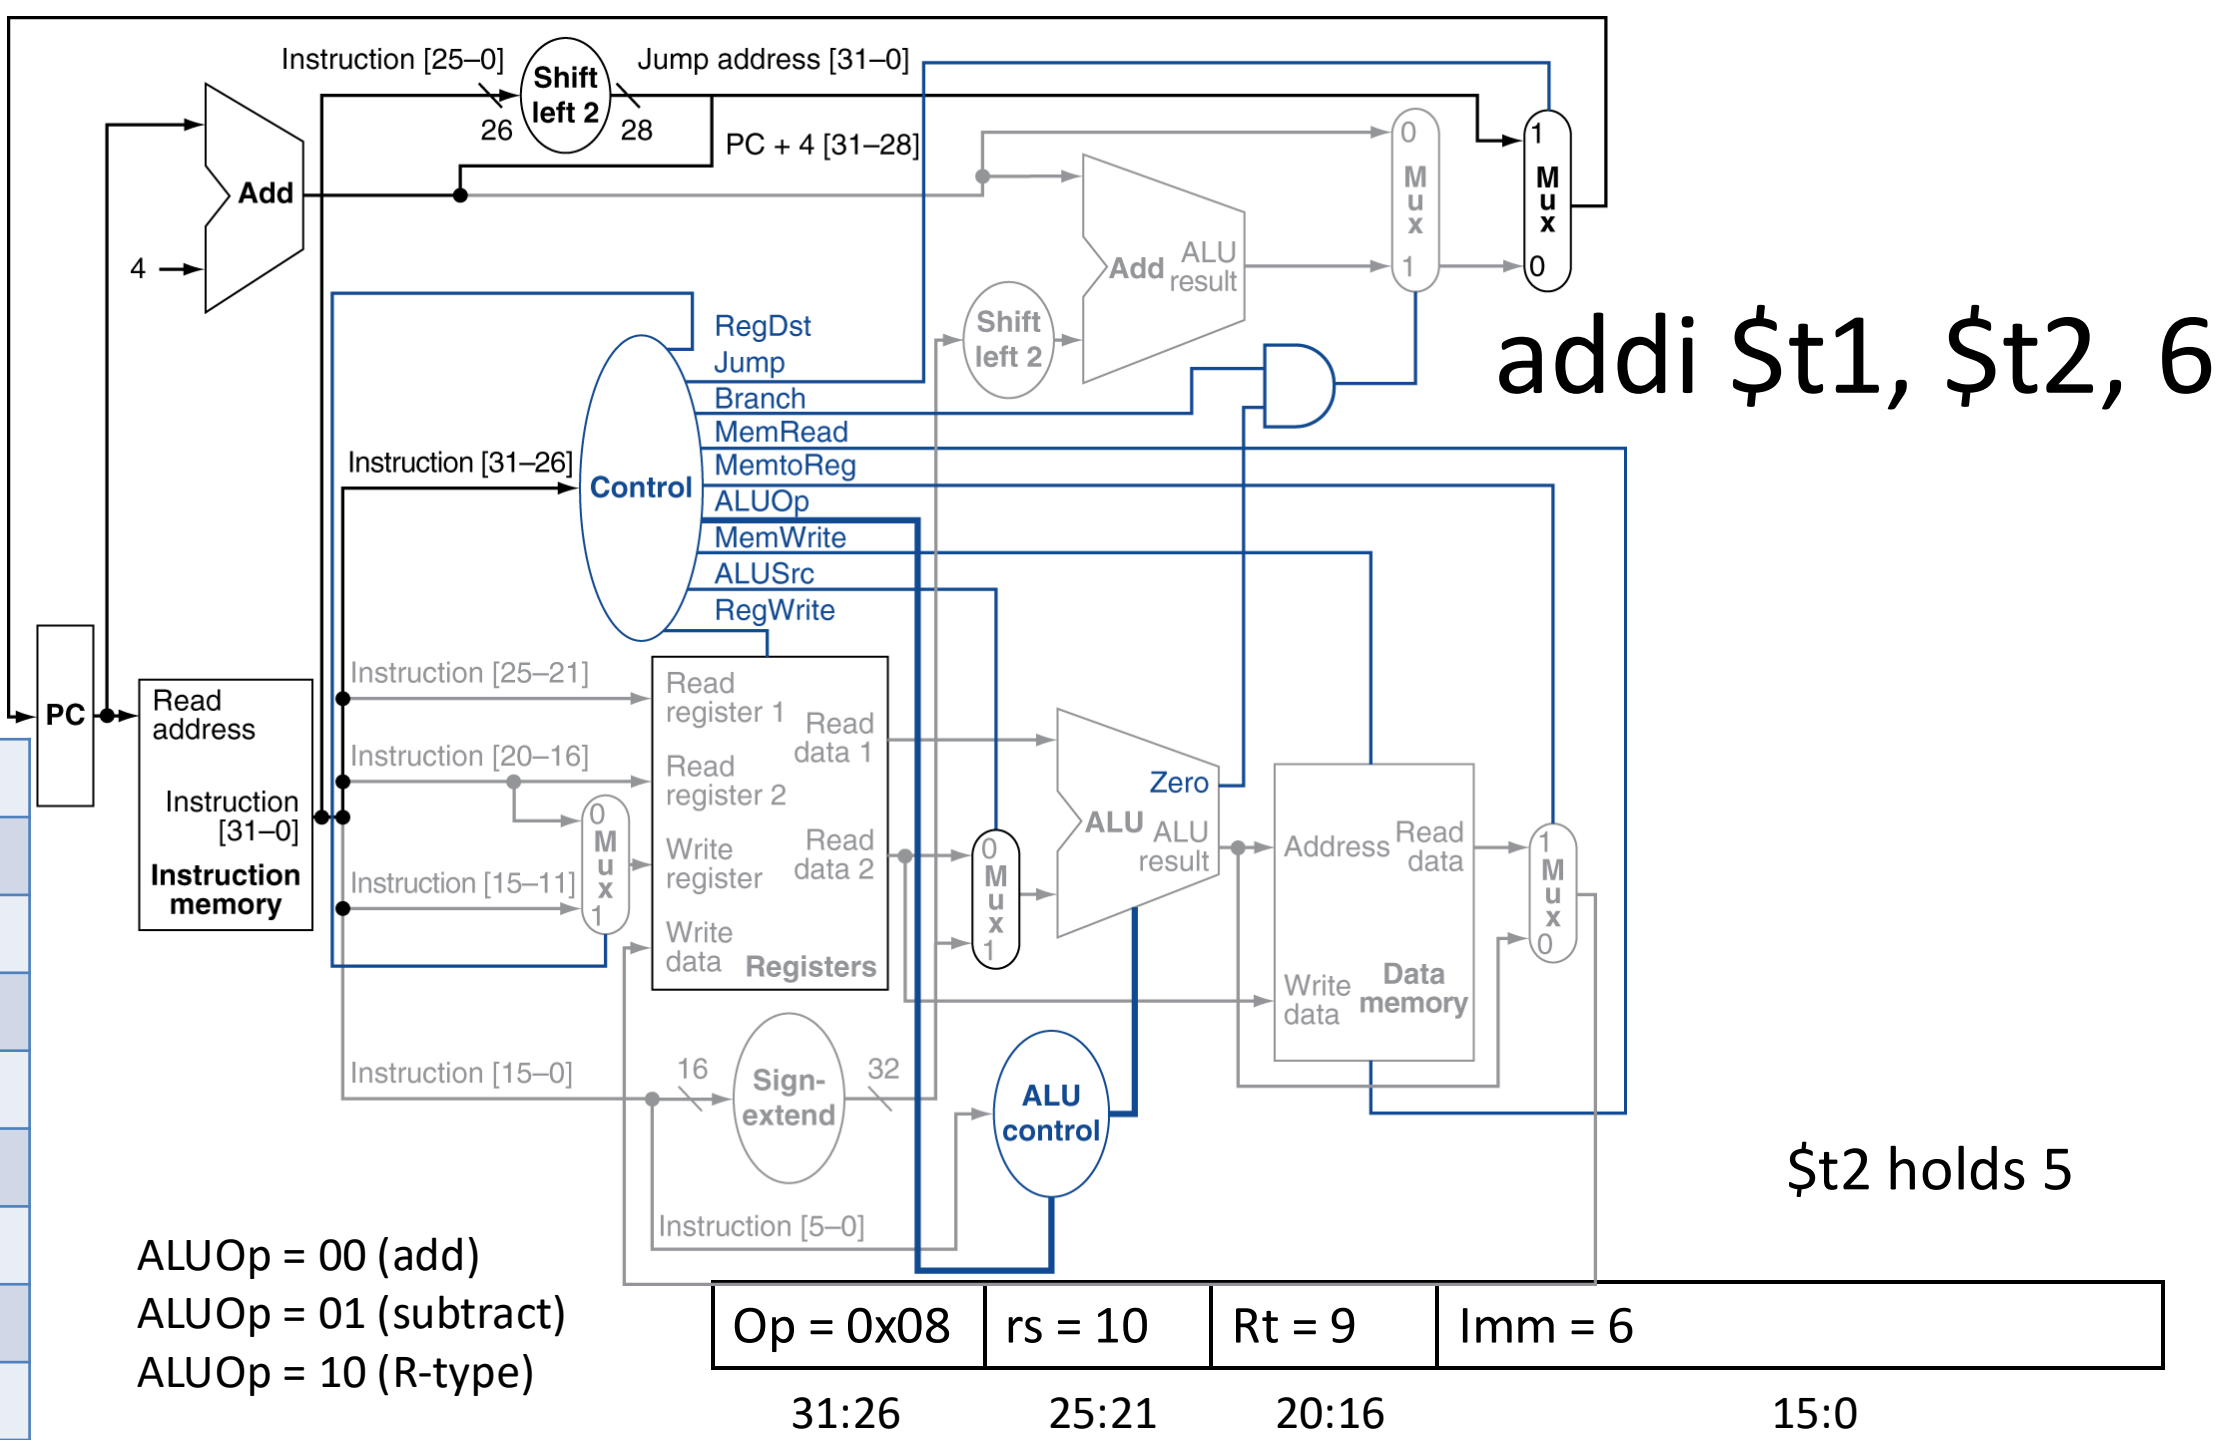 Instruction [25–0]
Shift
left 2
Jump address [31–0]
26
28
PC + 4 [31–28]
Add
4
0
M
u
x
1
1
M
u
x
0
Add
ALU
result
Shift
left 2
addi $t1, $t2, 6
RegDst
Jump
Branch
MemRead
MemtoReg
ALUOp
MemWrite
ALUSrc
RegWrite
Instruction [31–26]
Control
PC
Read
address
Instruction
[31–0]
Instruction
memory
Instruction [25–21]
Instruction [20–16]
Instruction [15–11]
0
M
u
x
1
Read
register 1
Read
register 2
Write
register
Write
data
Read
data 1
Read
data 2
Registers
0
M
u
x
1
Zero
ALU
ALU
result
Address
Read
data
Write
data
Data
memory
1
M
u
x
0
Instruction [15–0]
16
Sign-
extend
32
ALU
control
Instruction [5–0]
$t2 holds 5
ALUOp = 00 (add)
ALUOp = 01 (subtract)
ALUOp = 10 (R-type)
Op = 0x08 rs = 10 Rt = 9 Imm = 6
31:26 25:21 20:16 15:0